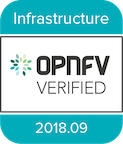 Infrastructure
OPNFV
VERIFIED
2018.09